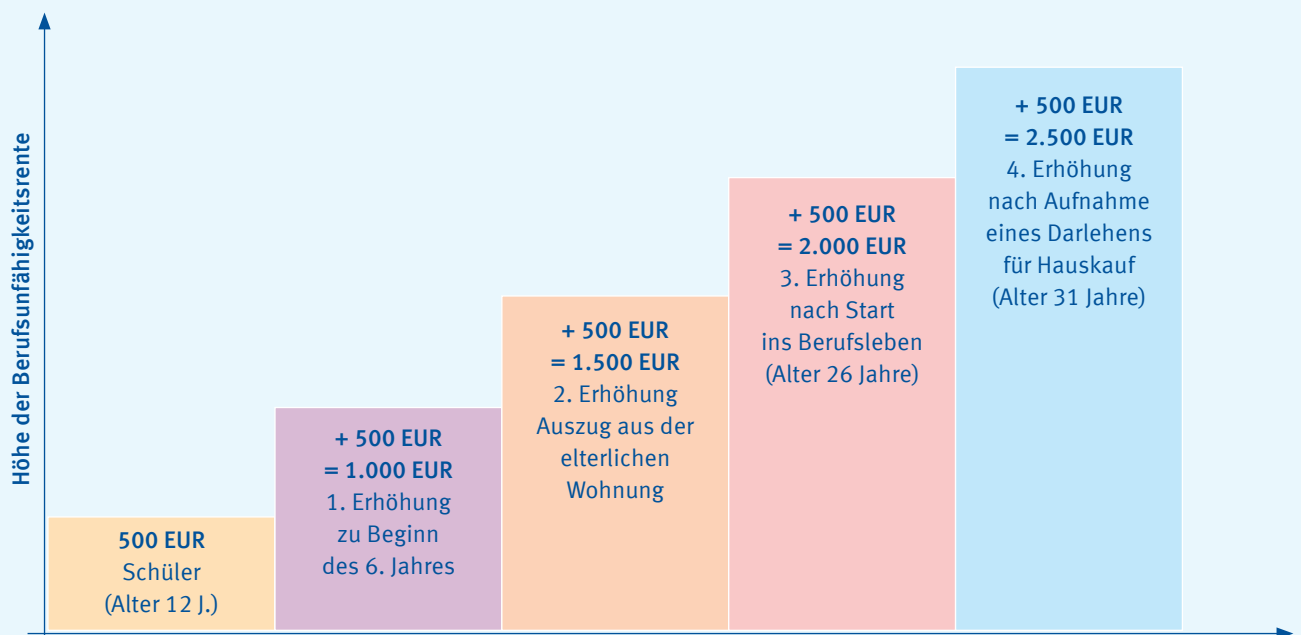 Höhe der Berufsunfähigkeitsrente
500 EUR
Schüler
(Alter 12 J.)
+ 500 EUR
= 1.000 EUR
1. Erhöhung
zu Beginn
des 6. Jahres
+ 500 EUR
= 1.500 EUR
2. Erhöhung
Auszug aus der
elterlichen
Wohnung
+ 500 EUR
= 2.000 EUR
3. Erhöhung
nach Start
ins Berufsleben
(Alter 26 Jahre)
+ 500 EUR
= 2.500 EUR
4. Erhöhung
nach Aufnahme
eines Darlehens
für Hauskauf
(Alter 31 Jahre)